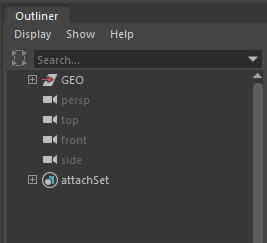 Outliner
Display Show Help
Search...
GEO
persp
top
front
side
attachSet